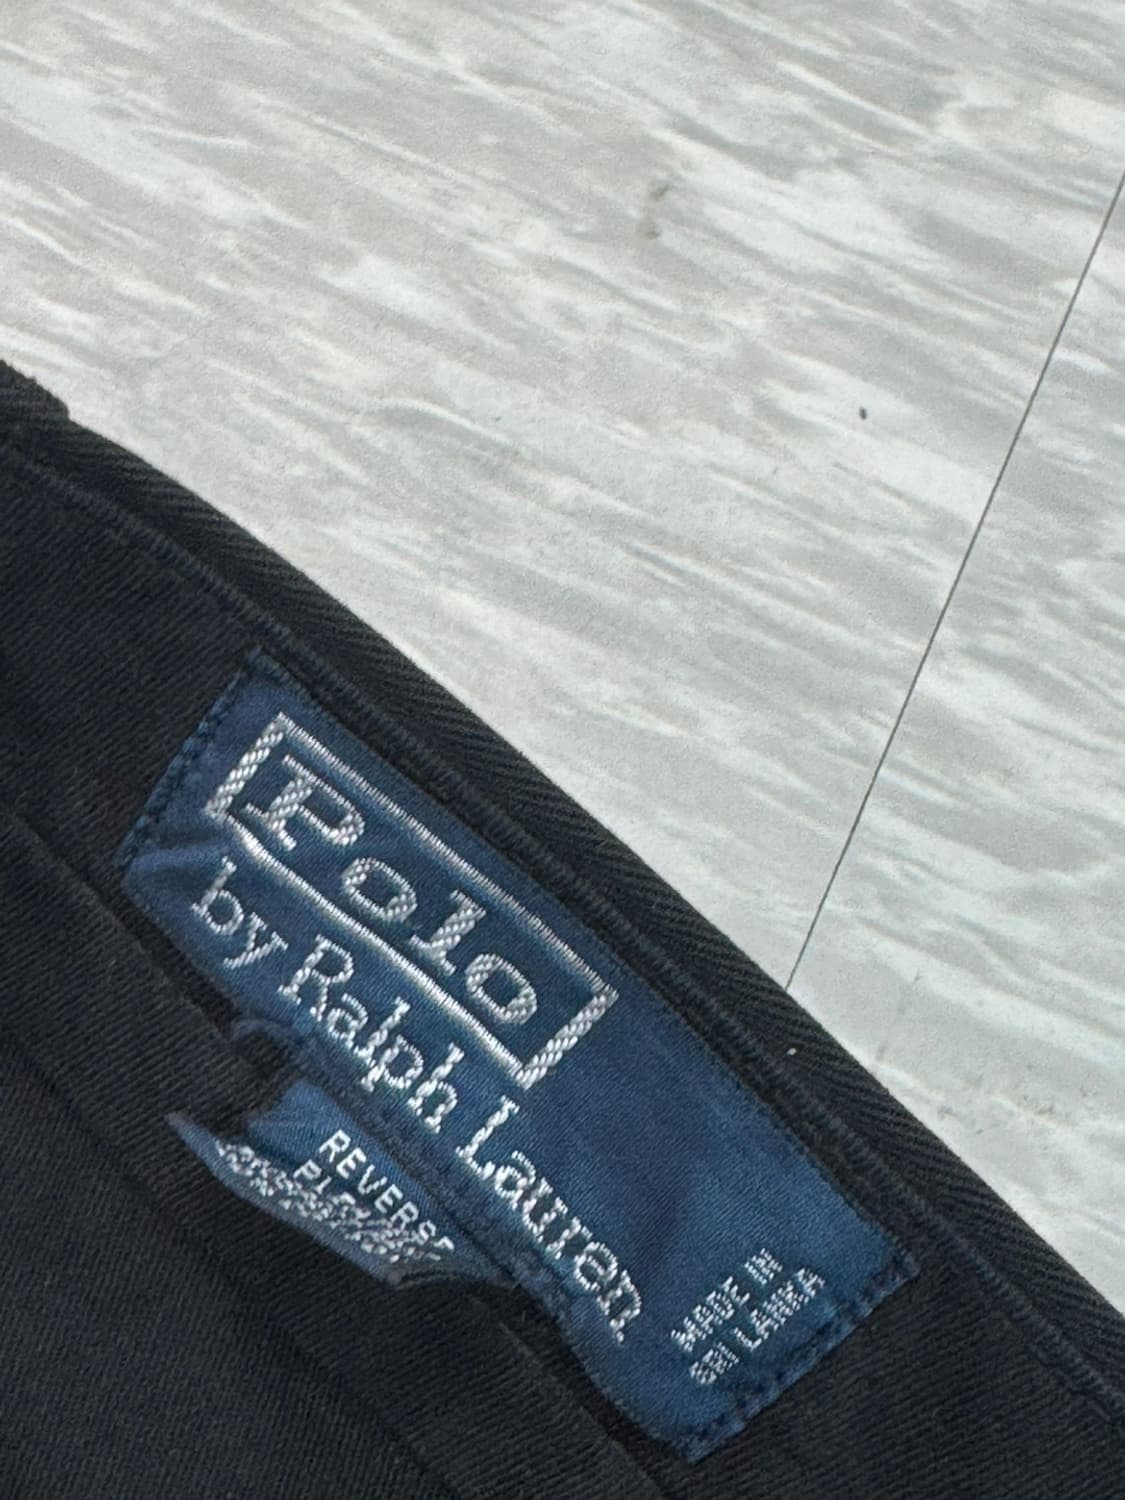 Polo
by Ralph Lauren
MADE IN
SRI LANKA
REVERSE